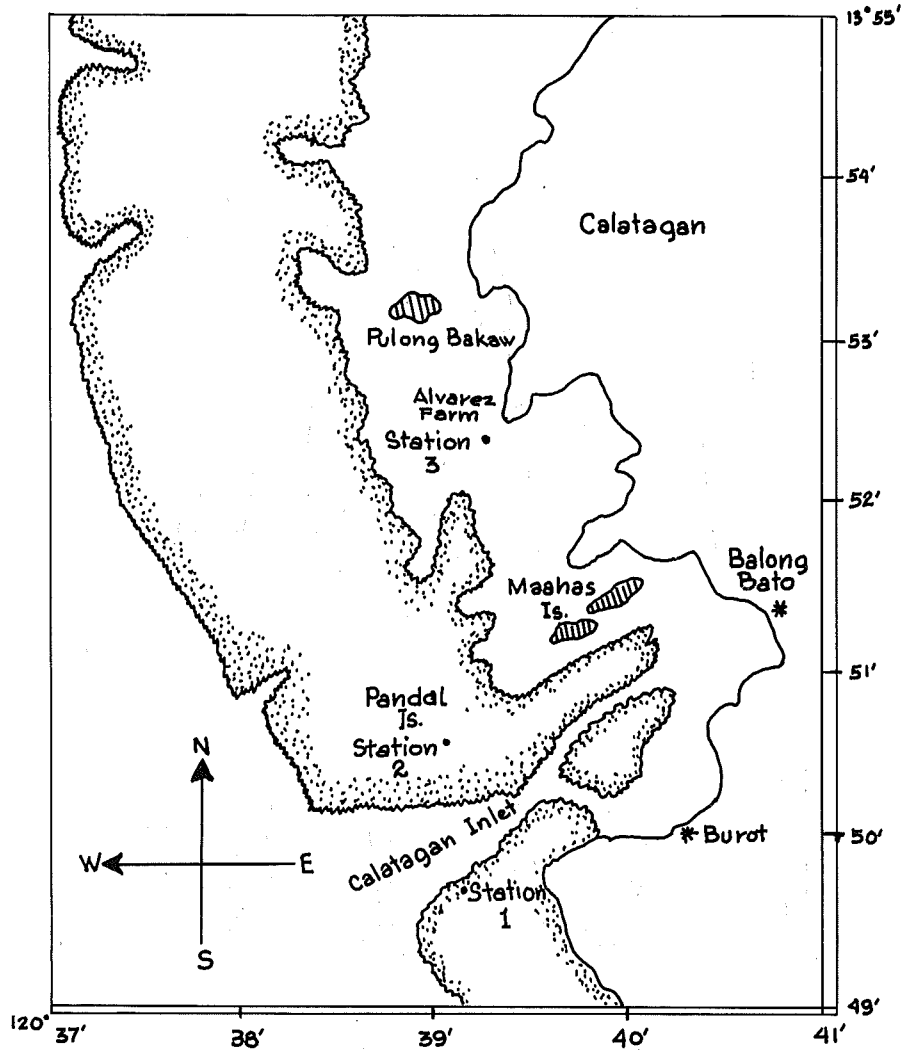 13°55'
54'
Calatagan
53'
Pulong Bakaw
Alvarez
Farm
Station
3
52'
Balong
Bato
Maahas
Is.
51'
Pandal
Is.
Station
2
N
W
E
S
Calatagan Inlet
50'
Burot
Station
1
49'
120°
37'
38'
39'
40'
41'